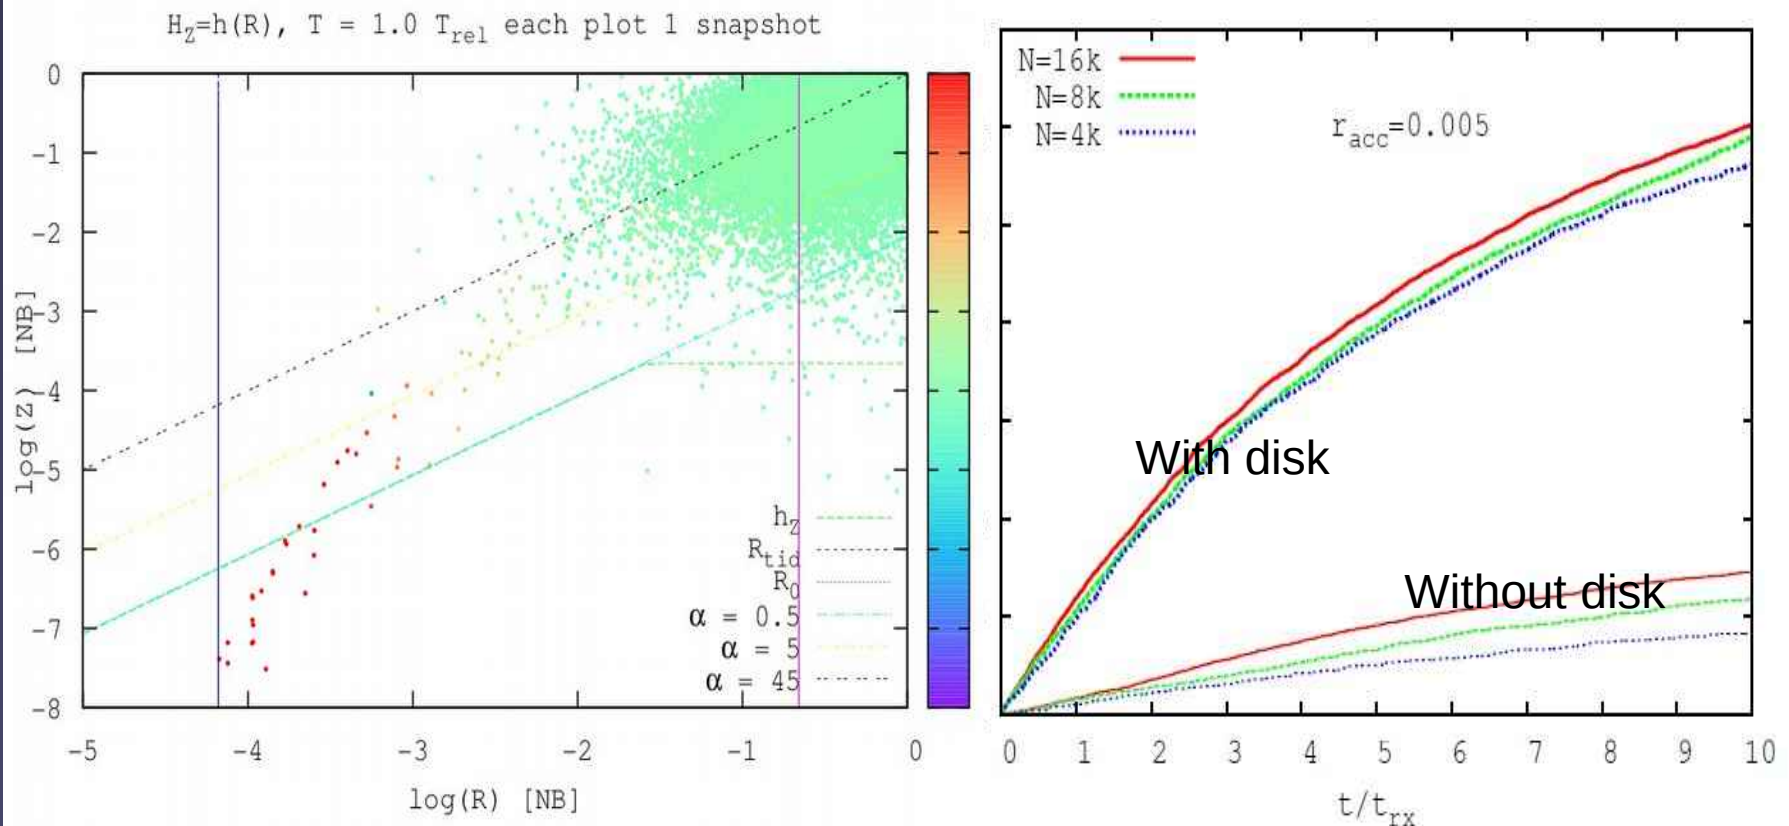 H_Z=h(R), T = 1.0 T_rel each plot 1 snapshot
0
-1
-2
-3
-4
-5
-6
-7
-8
log(Z) [NB]
h_Z
R_tid
R_0
α = 0.5
α = 5
α = 45
-5 -4 -3 -2 -1 0
log(R) [NB]
N=16k
N=8k
N=4k
r_acc=0.005
With disk
Without disk
0 1 2 3 4 5 6 7 8 9 10
t/t_rx